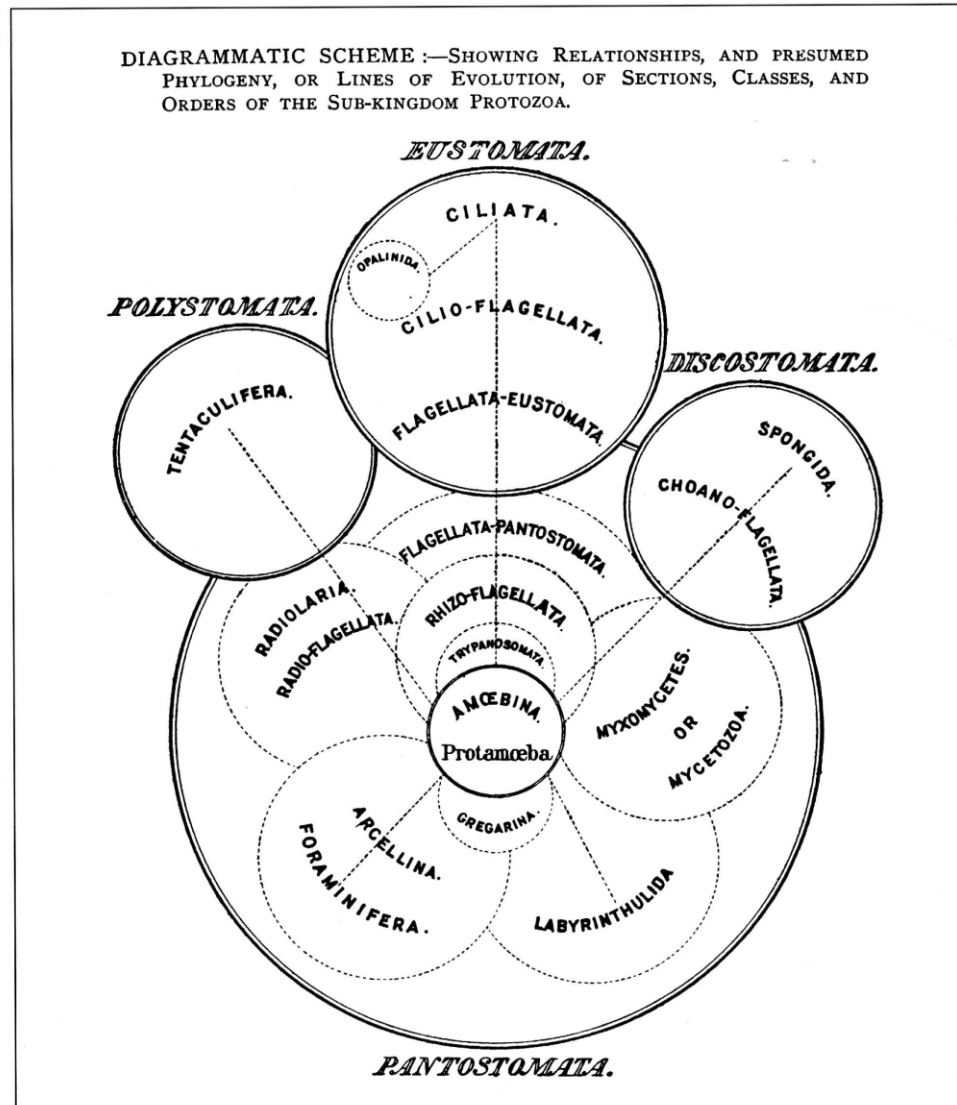 DIAGRAMMATIC SCHEME :—SHOWING RELATIONSHIPS, AND PRESUMED
PHYLOGENY, OR LINES OF EVOLUTION, OF SECTIONS, CLASSES, AND
ORDERS OF THE SUB-KINGDOM PROTOZOA.
EUSTOMATA.
CILIATA.
OPALINIDA.
CILIO-FLAGELLATA.
FLAGELLATA-EUSTOMATA.
POLYSTOMATA.
TENTACULIFERA.
DISCOSTOMATA.
SPONGIDA.
CHOANO-FLAGELLATA.
FLAGELLATA-PANTOSTOMATA.
RHIZO-FLAGELLATA.
TRYPANOSOMATA.
RADIOLARIA.
RADIO-FLAGELLATA.
AMŒBINA.
Protamœba
MYXOMYCETES.
OR
MYCETOZOA.
GREGARINA.
ARCELLINA.
FORAMINIFERA.
LABYRINTHULIDA
PANTOSTOMATA.